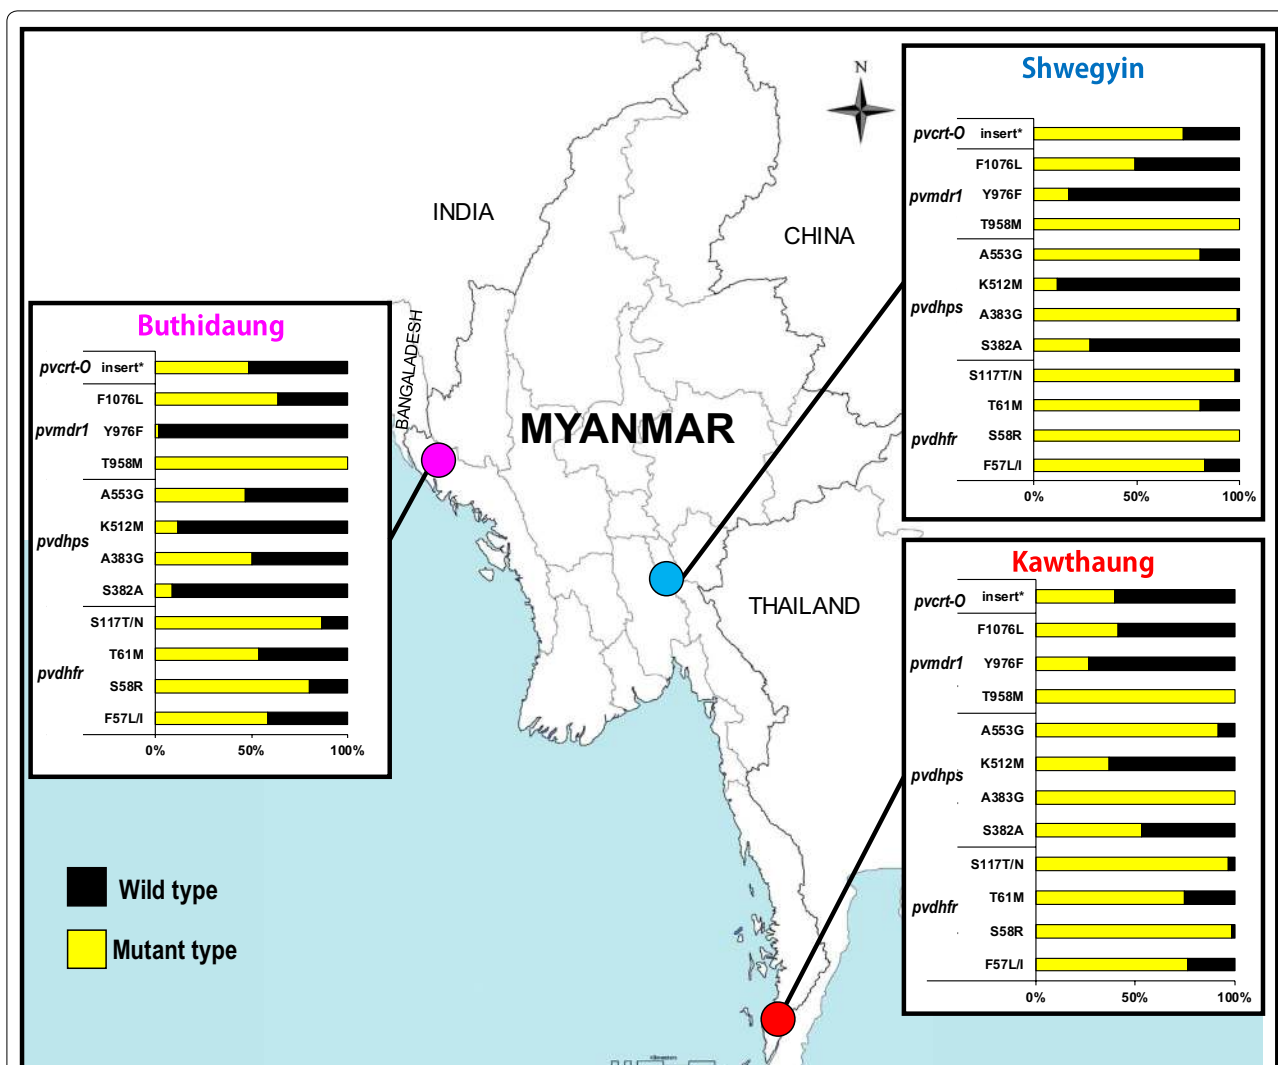 Shwegyin
N
pvcrt-O insert*
F1076L
pvmdr1 Y976F
T958M
A553G
K512M
pvdhps
A383G
S382A
S117T/N
T61M
pvdhfr
S58R
F57L/I
0% 50% 100%
INDIA
CHINA
BANGALADESH
MYANMAR
THAILAND
Buthidaung
pvcrt-O insert*
F1076L
pvmdr1 Y976F
T958M
A553G
K512M
pvdhps
A383G
S382A
S117T/N
T61M
pvdhfr
S58R
F57L/I
0% 50% 100%
Kawthaung
pvcrt-O insert*
F1076L
pvmdr1 Y976F
T958M
A553G
K512M
pvdhps
A383G
S382A
S117T/N
T61M
pvdhfr
S58R
F57L/I
0% 50% 100%
Wild type
Mutant type